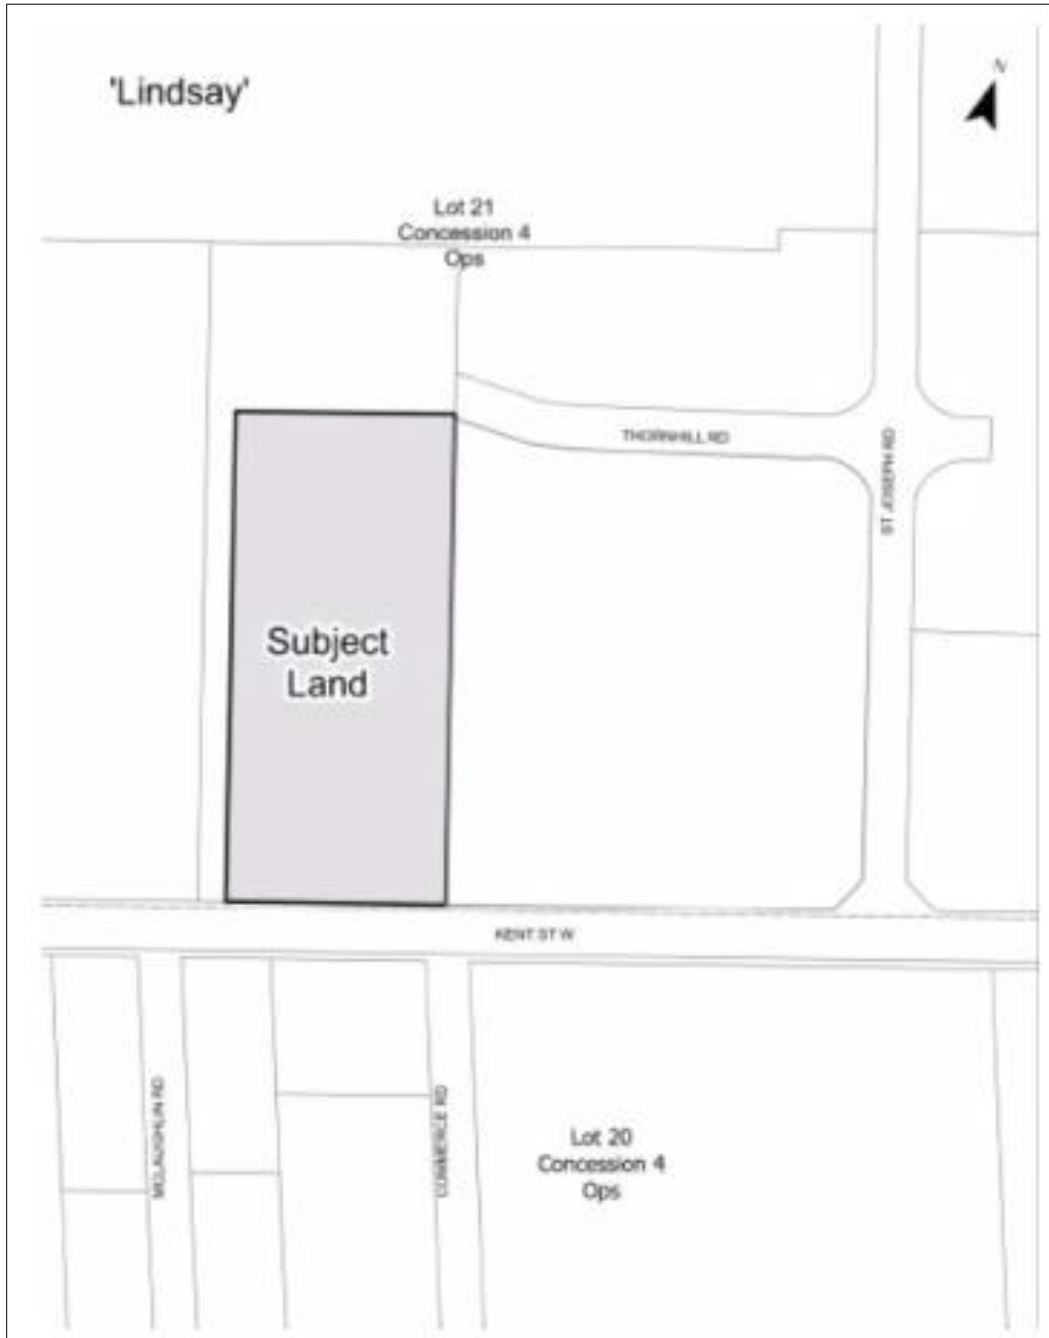 'Lindsay'
N
Lot 21
Concession 4
Ops
THORNHILL RD
ST JOSEPH RD
Subject
Land
KENT ST W
MCLAUGHLIN RD
COMMERCE RD
Lot 20
Concession 4
Ops